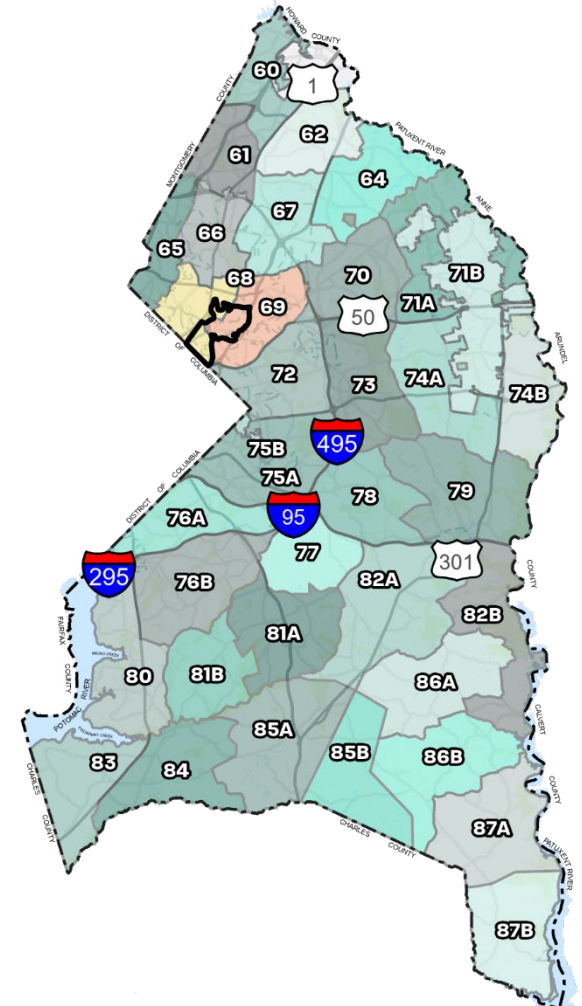 HOWARD
COUNTY
60
1
COUNTY
62
PATUXENT RIVER
61
MONTGOMERY
64
ANNE
67
66
65
68
70
71B
69
71A
50
DISTRICT OF COLUMBIA
ARUNDEL
72
73
74A
74B
495
75B
75A
DISTRICT OF COLUMBIA
78
79
76A
95
77
301
295
76B
82A
COUNTY
FAIRFAX
COUNTY
81A
82B
BROAD CREEK
80
81B
86A
POTOMAC RIVER
CALVERT
85A
83
84
85B
86B
CHARLES
COUNTY
COUNTY
87A
CHARLES
COUNTY
PATUXENT RIVER
87B